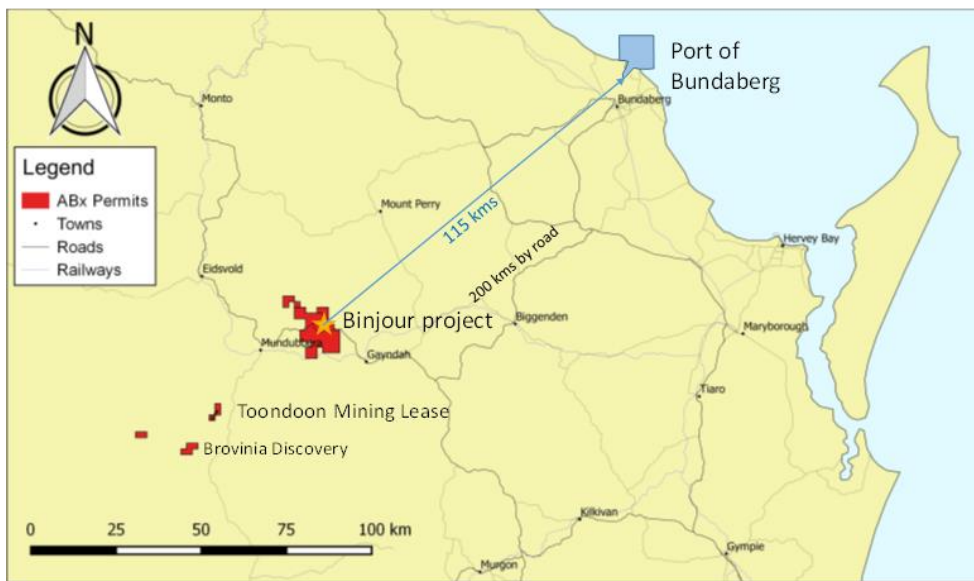 N
Port of
Bundaberg
Monto
Bundaberg
Legend
ABx Permits
Towns
Roads
Railways
Mount Perry
115 kms
200 kms by road
Hervey Bay
Eidsvold
Binjour project
Biggenden
Maryborough
Mundubbera
Gayndah
Tiaro
Toondoon Mining Lease
Brovinia Discovery
0 25 50 75 100 km
Kilkivan
Gympie
Murgon